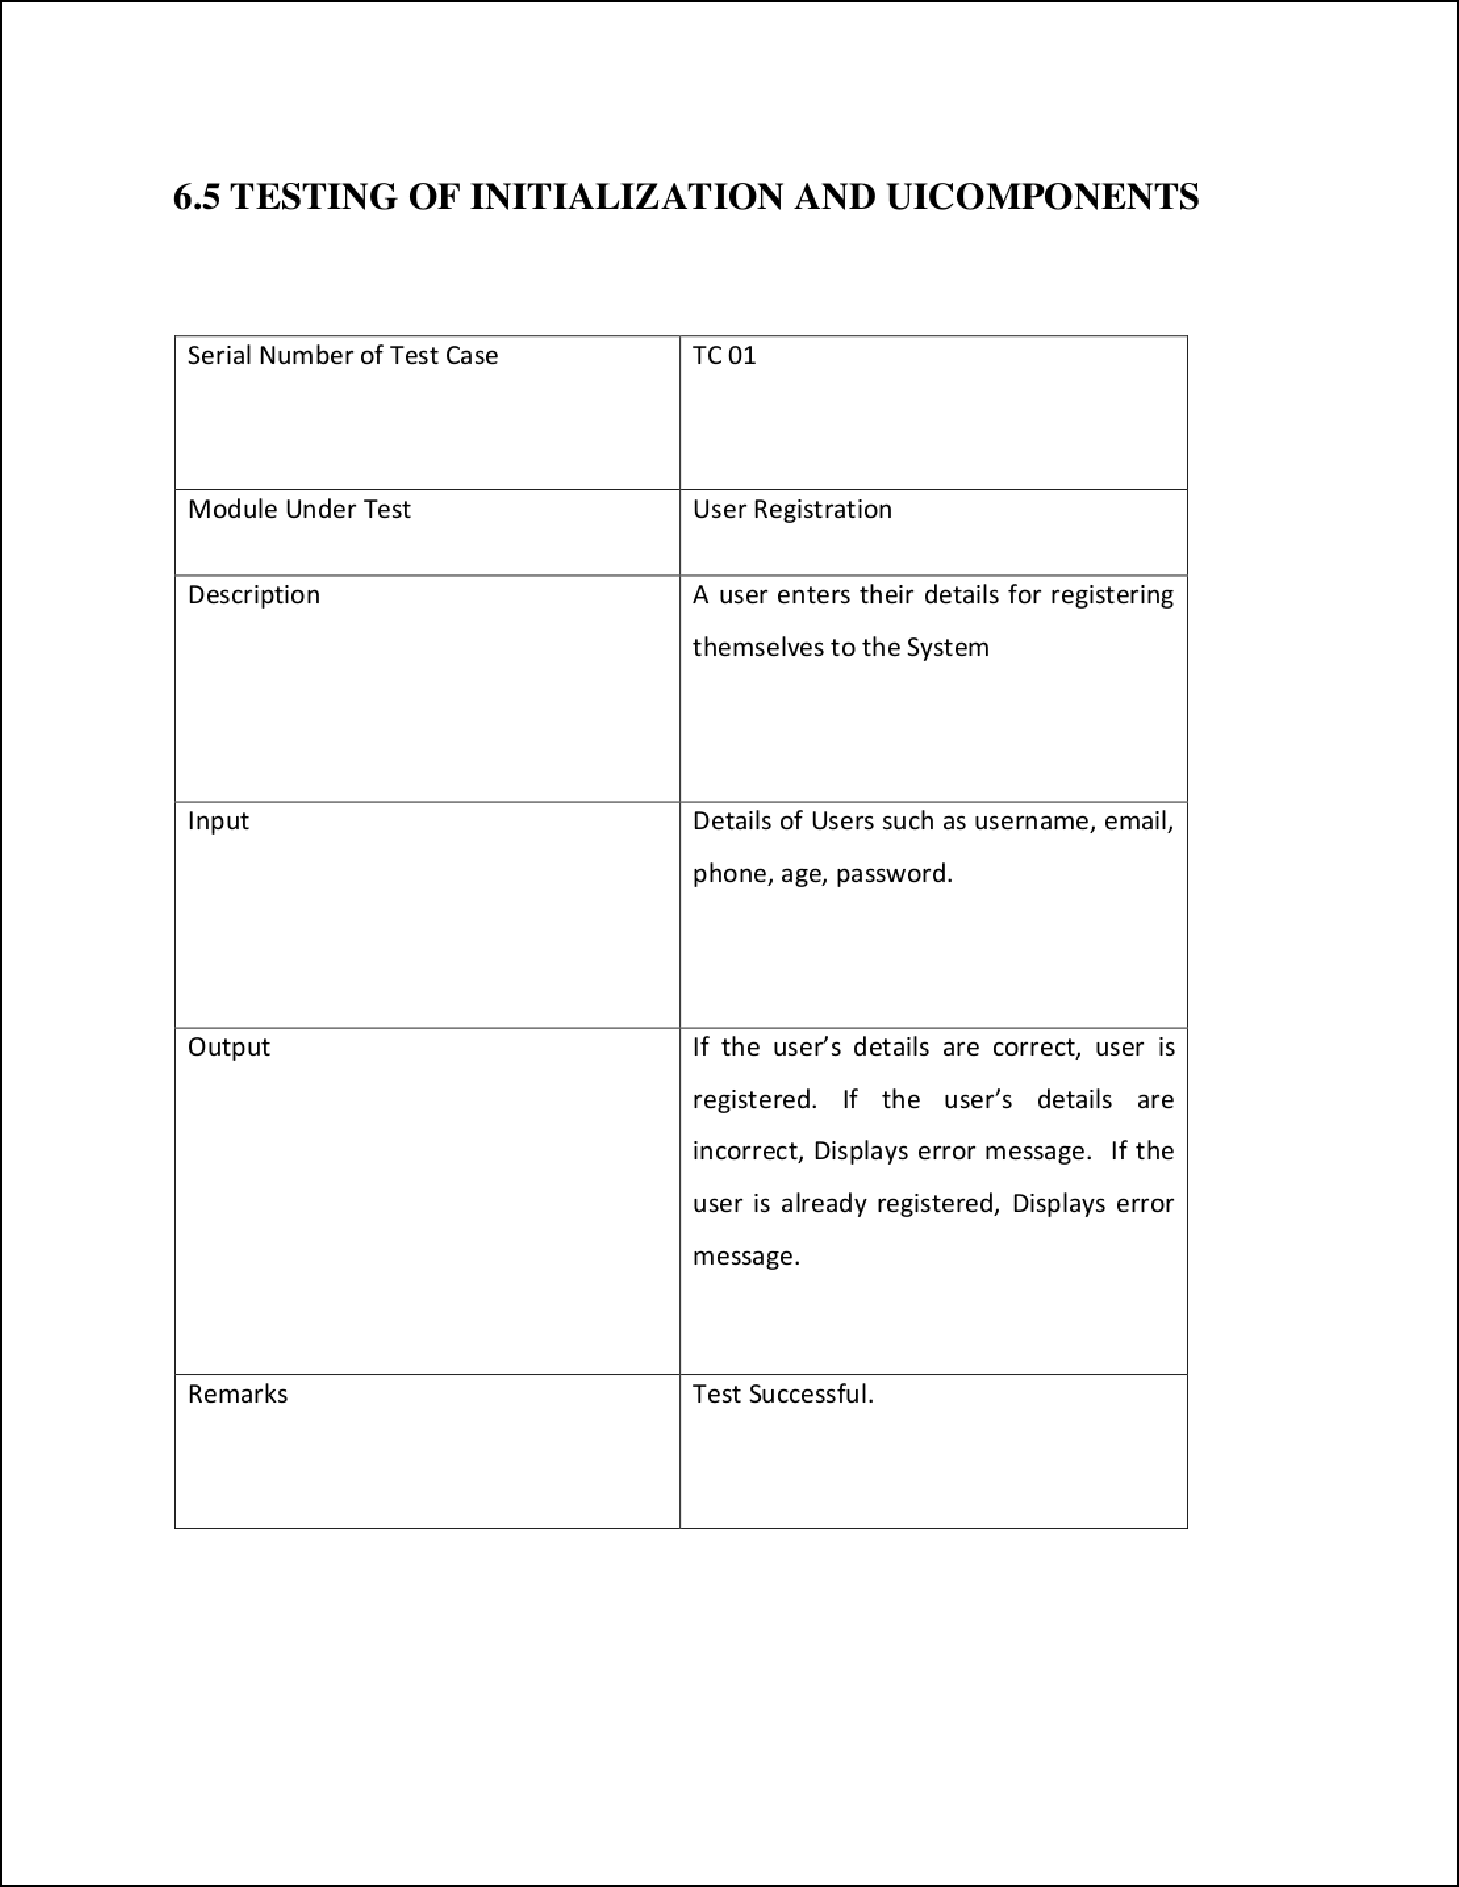 6.5 TESTING OF INITIALIZATION AND UICOMPONENTS
Serial Number of Test Case
TC 01
Module Under Test
User Registration
Description
A user enters their details for registering
themselves to the System
Input
Details of Users such as username, email,
phone, age, password.
Output
If the user’s details are correct, user is
registered. If the user’s details are
incorrect, Displays error message. If the
user is already registered, Displays error
message.
Remarks
Test Successful.